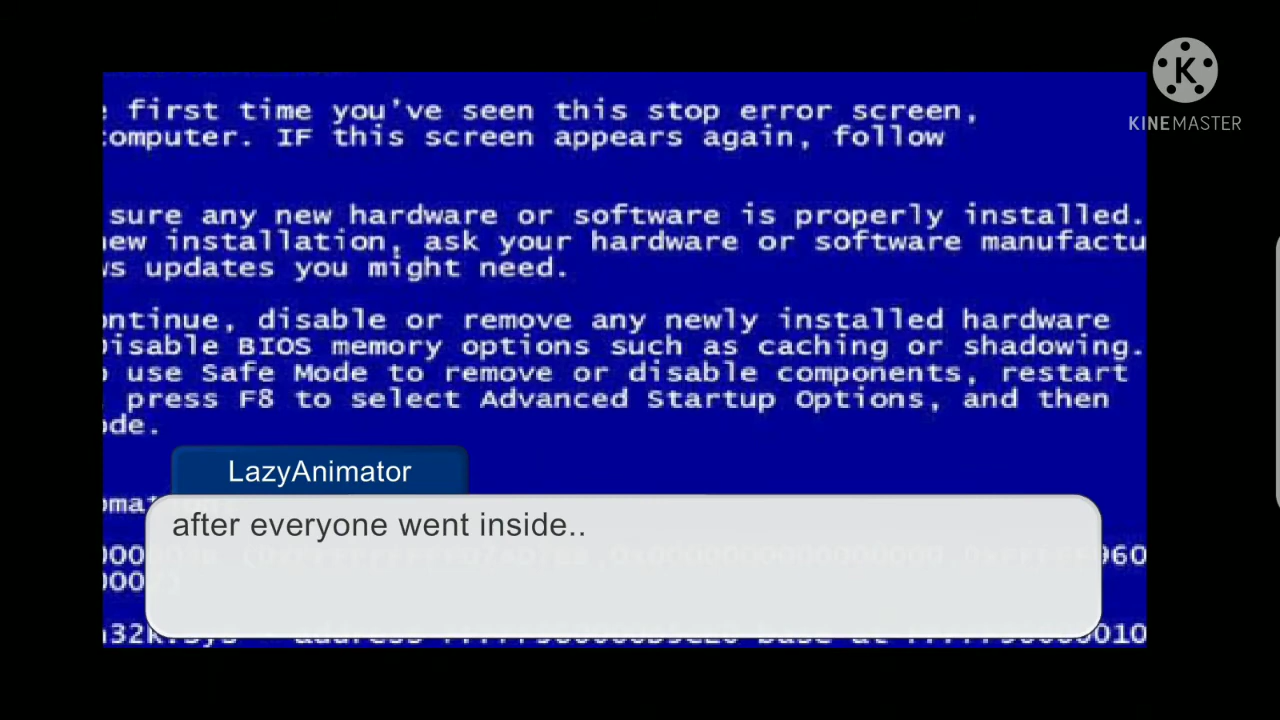 K
KINEMASTER
first time you've seen this stop error screen,
computer. IF this screen appears again, follow
sure any new hardware or software is properly installed.
new installation, ask your hardware or software manufactu
ws updates you might need.
ontinue, disable or remove any newly installed hardware
Disable BIOS memory options such as caching or shadowing.
o use Safe Mode to remove or disable components, restart
press F8 to select Advanced Startup Options, and then
ode.
LazyAnimator
after everyone went inside..